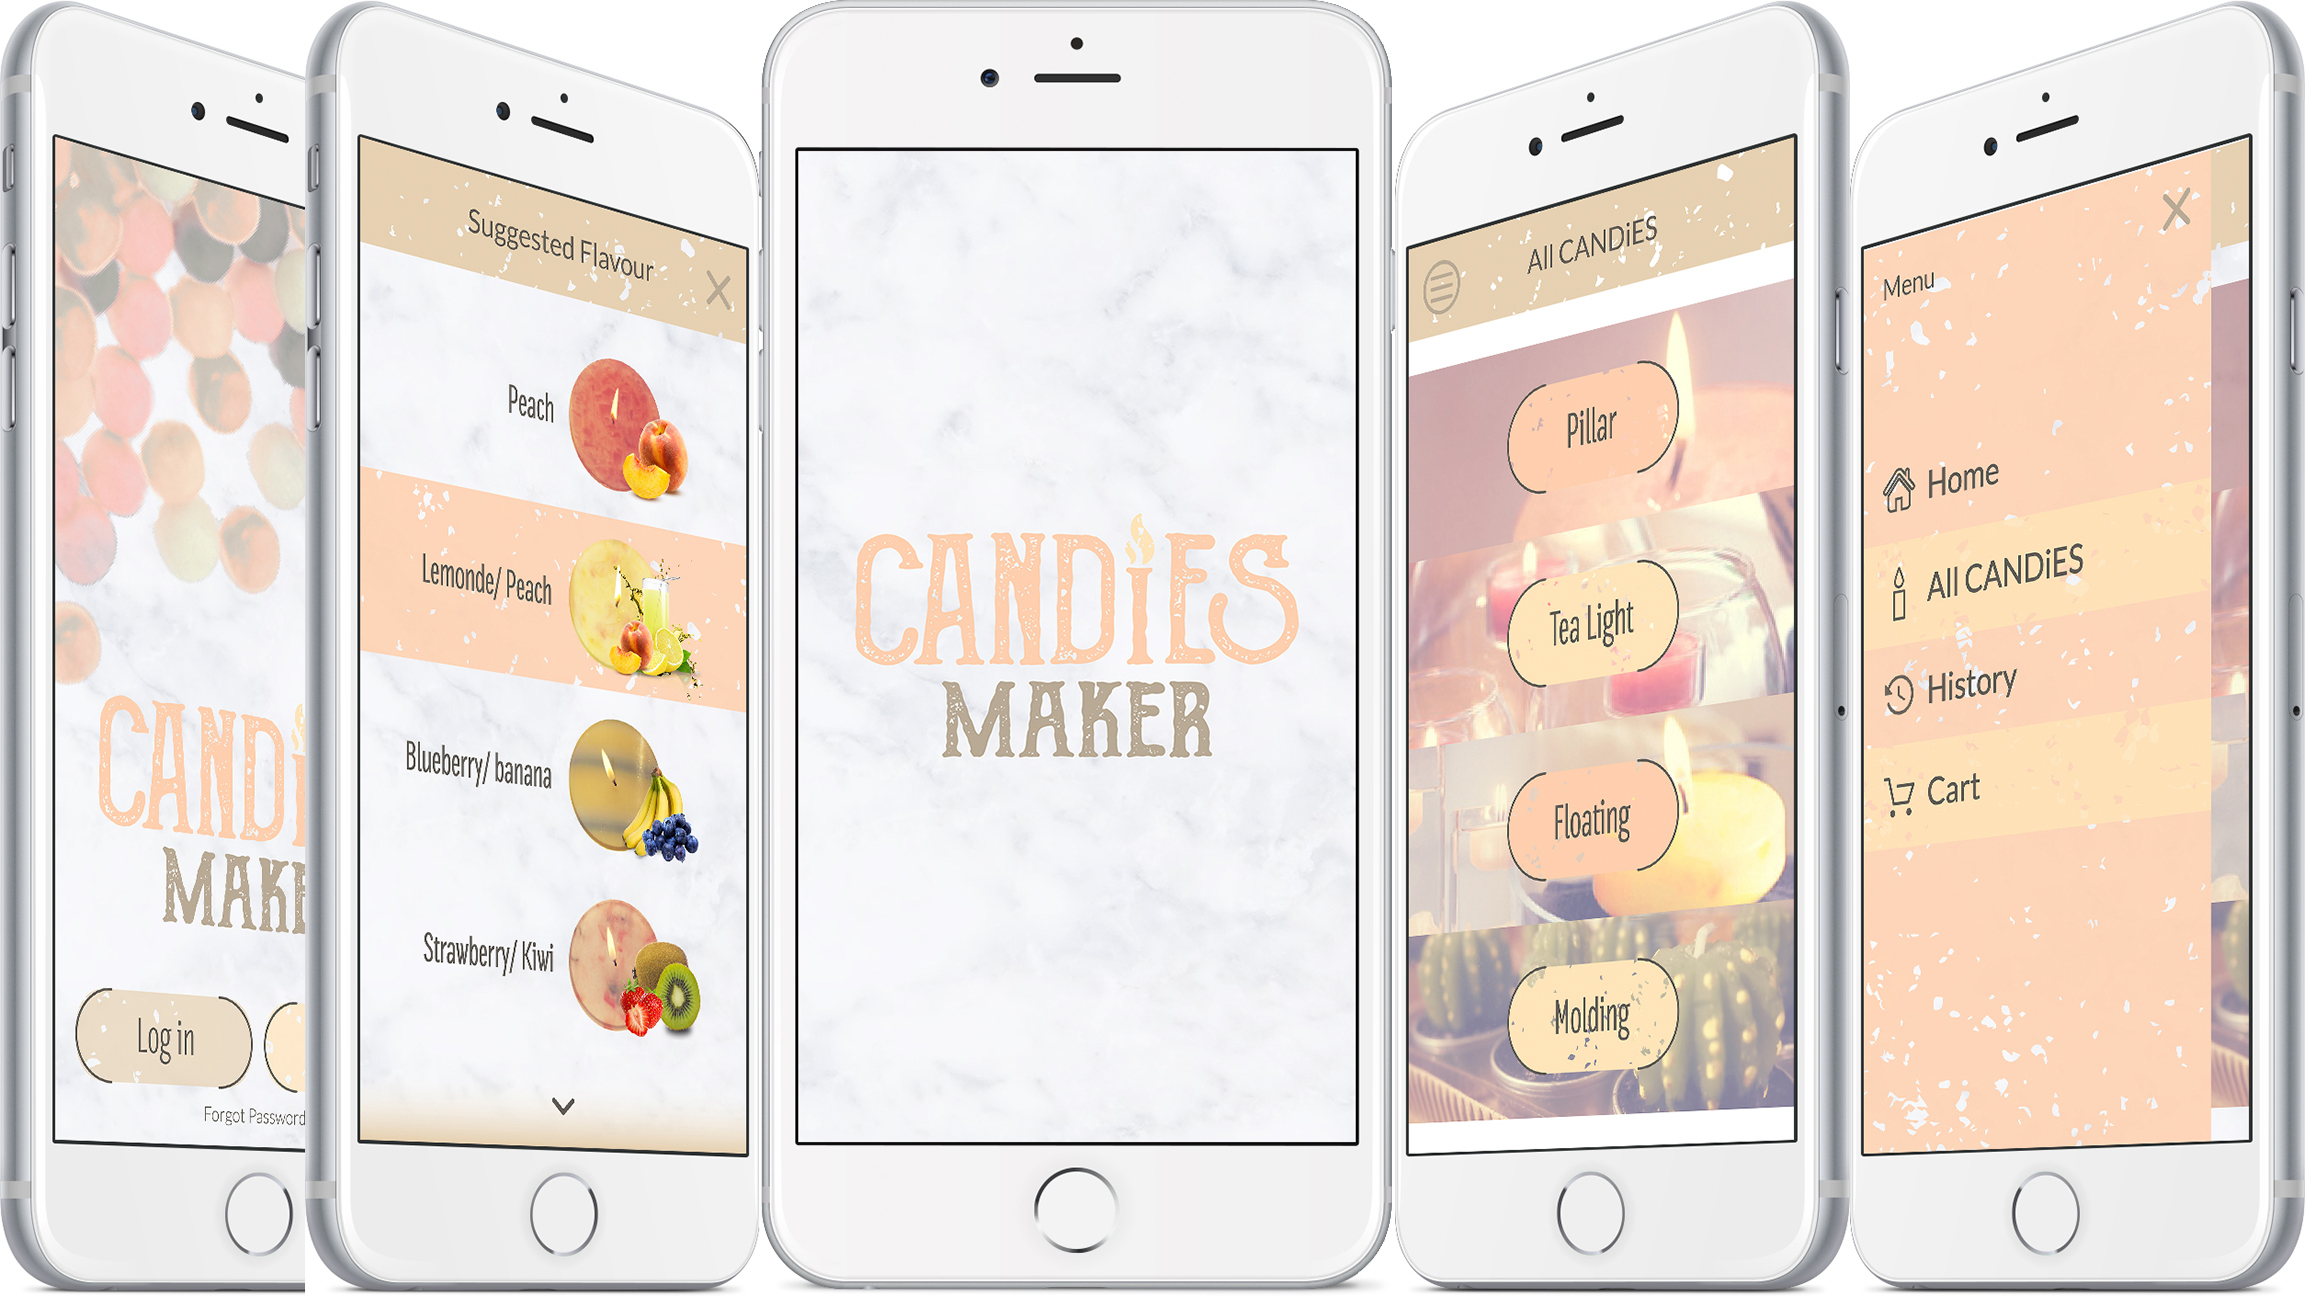 CANDi
MAKE
Log in
Forgot Password
Suggested Flavour
Peach
Lemonde/ Peach
Blueberry/ banana
Strawberry/ Kiwi
CANDiES
MAKER
All CANDiES
Pillar
Tea Light
Floating
Molding
Menu
Home
All CANDiES
History
Cart